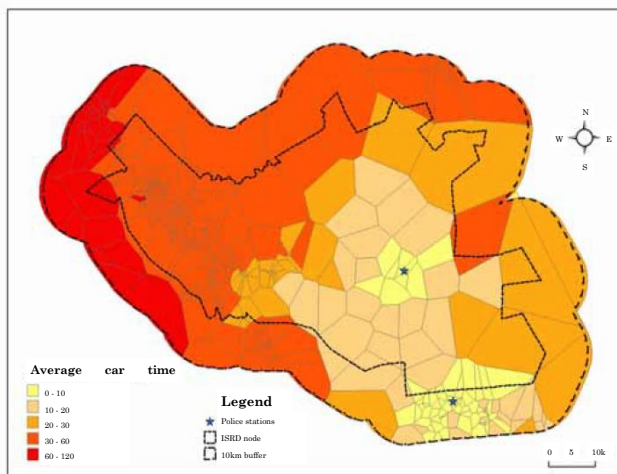 N
W E
S
Average car time
0 - 10
10 - 20
20 - 30
30 - 60
60 - 120
Legend
Police stations
ISRD node
10km buffer
0 5 10k